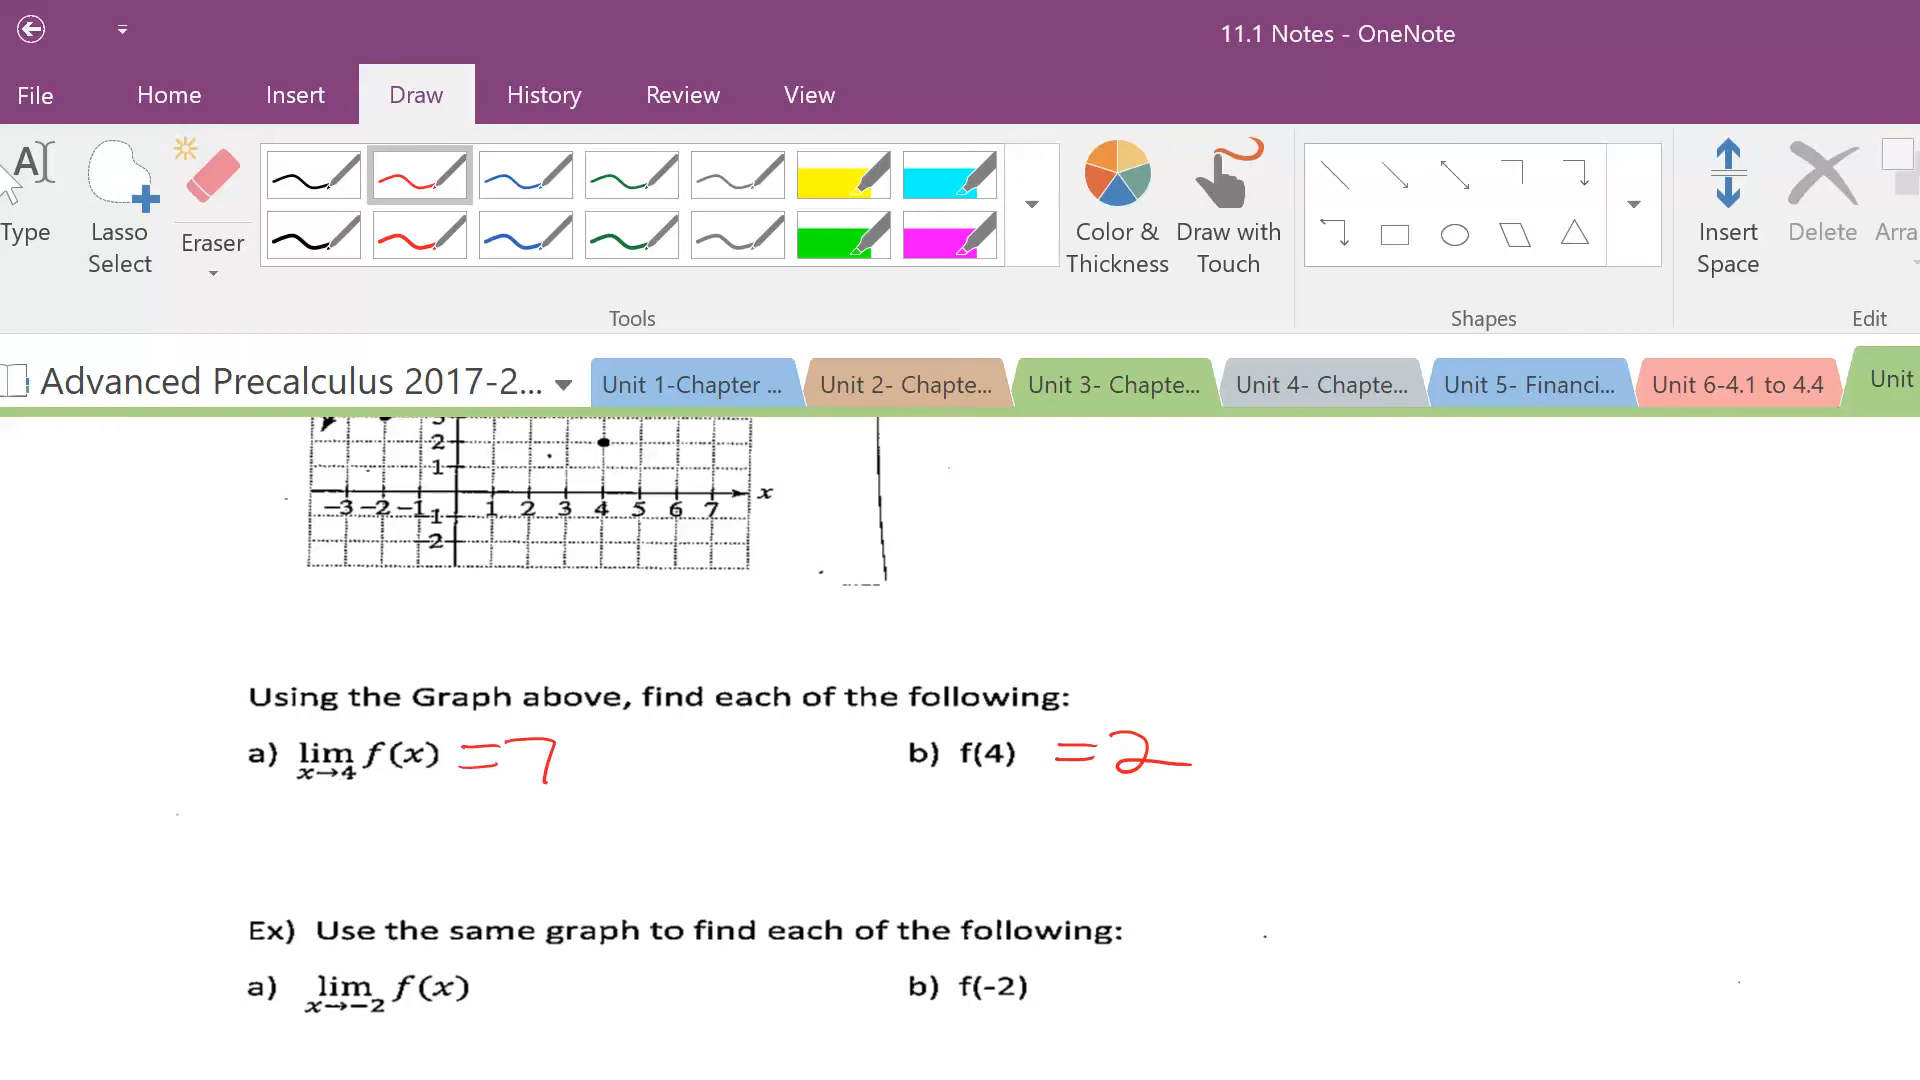 11.1 Notes - OneNote
File Home Insert Draw History Review View
Type
Lasso Select
Eraser
Color & Thickness
Draw with Touch
Insert Space
Delete
Tools Shapes Edit
Advanced Precalculus 2017-2... Unit 1-Chapter ... Unit 2- Chapte... Unit 3- Chapte... Unit 4- Chapte... Unit 5- Financi... Unit 6-4.1 to 4.4 Unit
2
1
x
-3 -2 -1 1 2 3 4 5 6 7
-1
-2
Using the Graph above, find each of the following:
a) lim x→4 f(x) = 7 b) f(4) = 2
Ex) Use the same graph to find each of the following:
a) lim x→-2 f(x) b) f(-2)